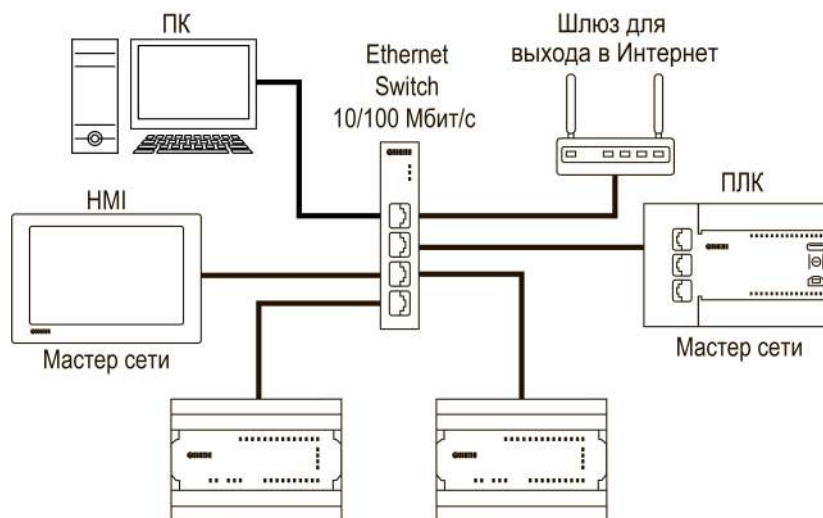 ПК
Ethernet
Switch
10/100 Мбит/с
Шлюз для
выхода в Интернет
HMI
ПЛК
Мастер сети
Мастер сети